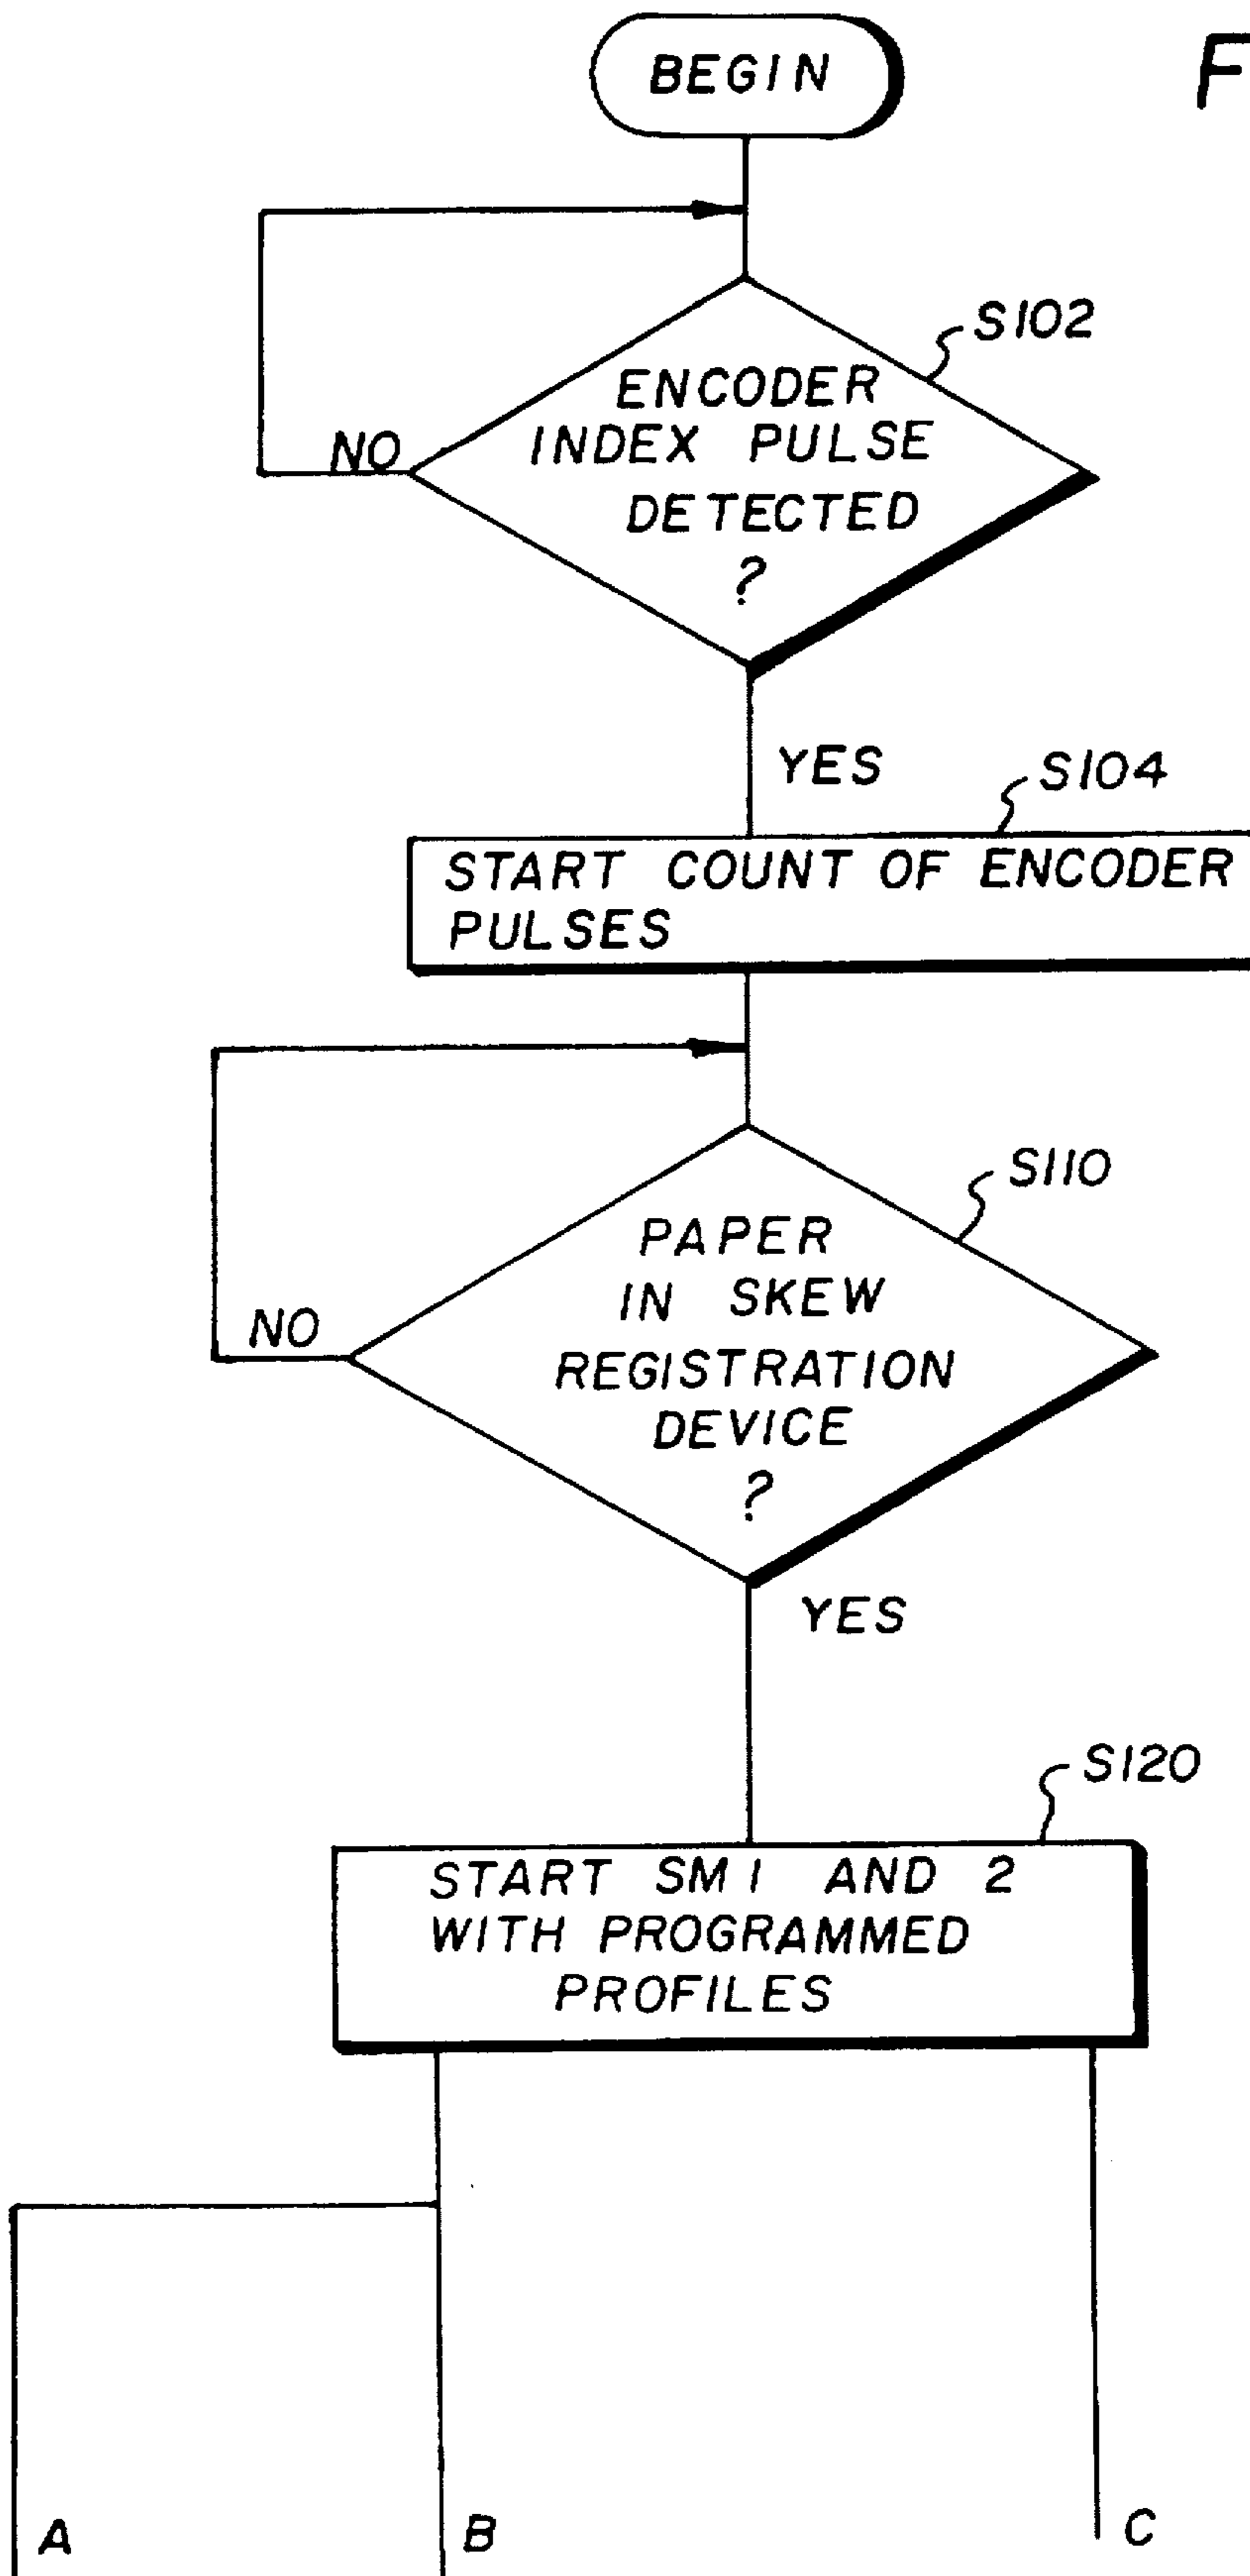 BEGIN
F
S102
ENCODER
INDEX PULSE
DETECTED
?
NO
YES
S104
START COUNT OF ENCODER
PULSES
S110
PAPER
IN SKEW
REGISTRATION
DEVICE
?
NO
YES
S120
START SM 1 AND 2
WITH PROGRAMMED
PROFILES
A
B
C